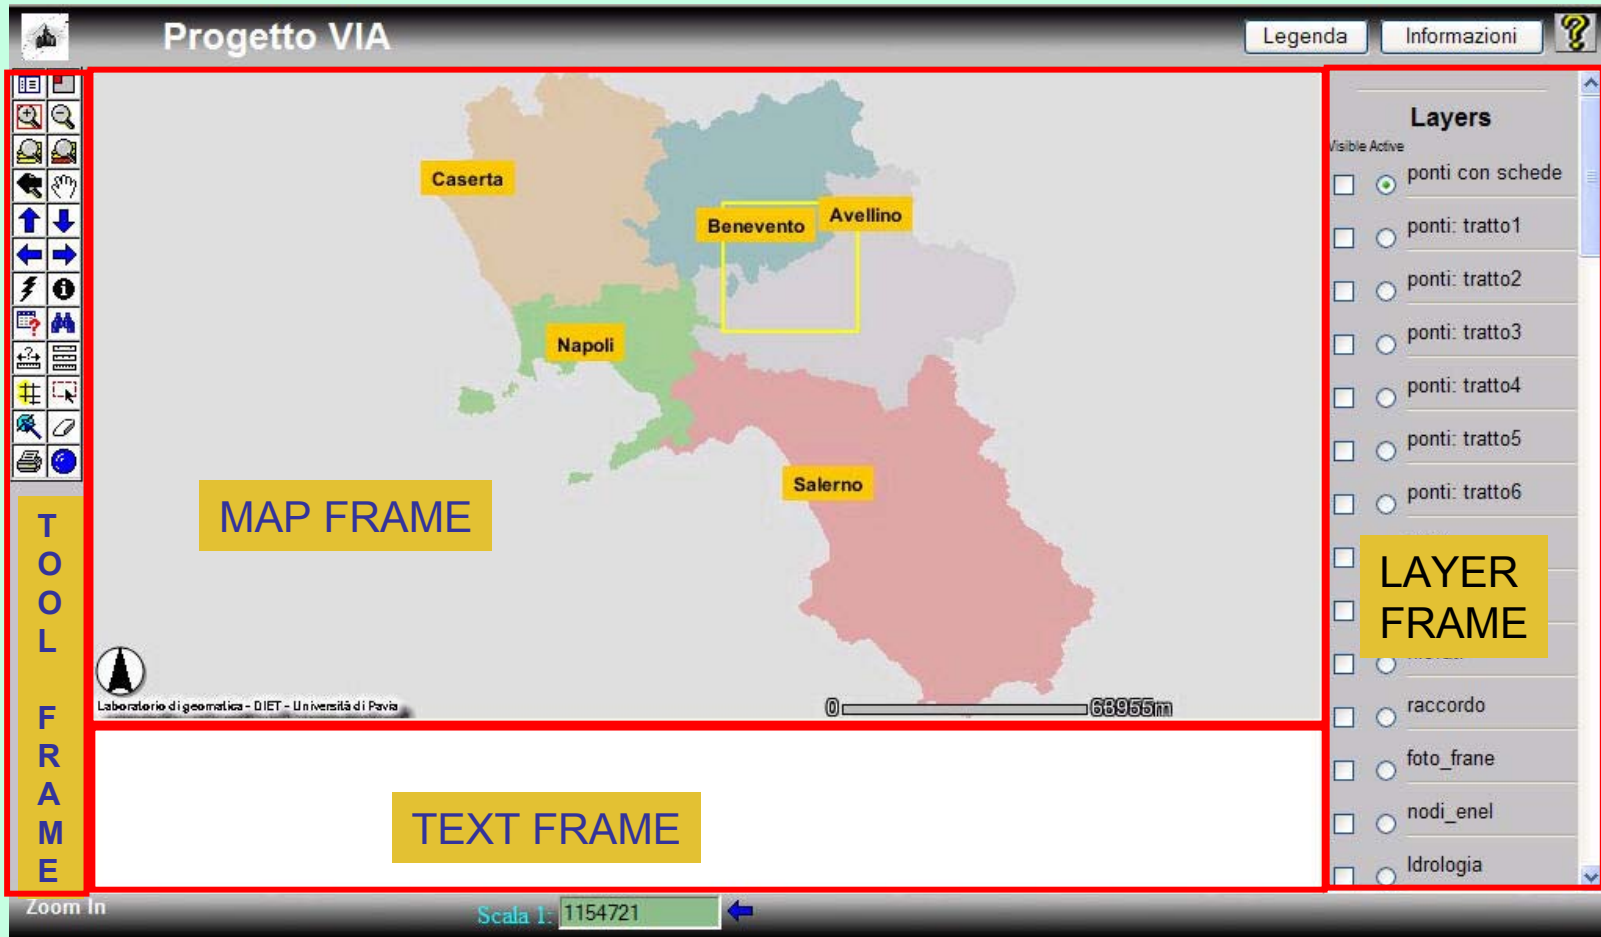 Progetto VIA
Legenda
Informazioni
Layers
Visible Active
ponti con schede
ponti: tratto1
ponti: tratto2
ponti: tratto3
ponti: tratto4
ponti: tratto5
ponti: tratto6
raccordo
foto_frane
nodi_enel
Idrologia
LAYER
FRAME
Caserta
Benevento
Avellino
Napoli
Salerno
MAP FRAME
Laboratorio di geomatica - DIET - Università di Pavia
0
68955m
TOOL FRAME
TEXT FRAME
Zoom In
Scala 1: 1154721